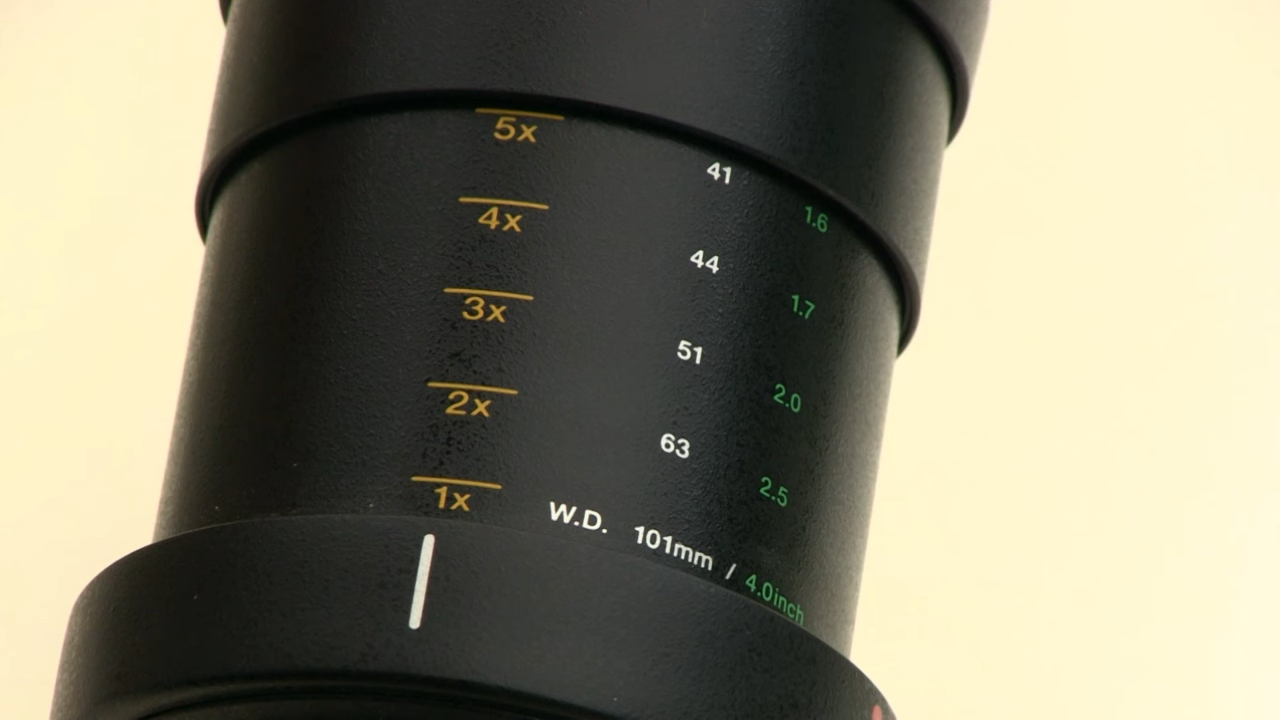 5x 41 1.6
4x 44 1.7
3x 51 2.0
2x 63 2.5
1x W.D. 101mm / 4.0inch